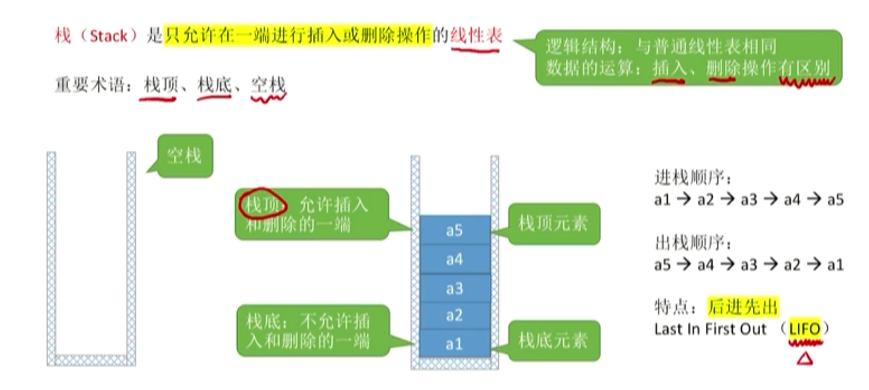 栈（Stack）是只允许在一端进行插入或删除操作的线性表
逻辑结构：与普通线性表相同
数据的运算：插入、删除操作有区别
重要术语：栈顶、栈底、空栈
空栈
栈顶：允许插入
和删除的一端
a5
a4
a3
a2
a1
栈顶元素
栈底：不允许插
入和删除的一端
栈底元素
进栈顺序：
a1 → a2 → a3 → a4 → a5
出栈顺序：
a5 → a4 → a3 → a2 → a1
特点：后进先出
Last In First Out （LIFO）